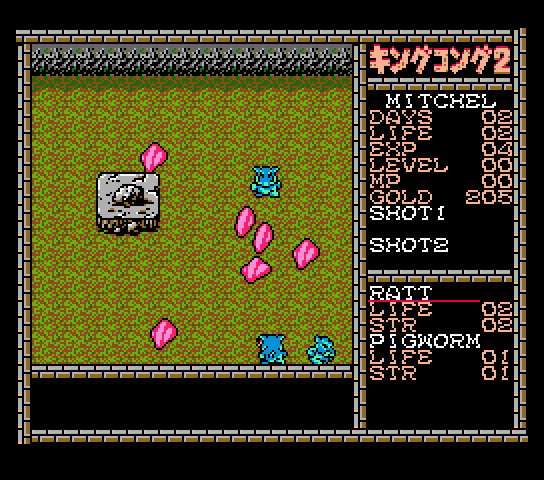 キングコング2
MITCHEL
DAYS 02
LIFE 02
EXP 04
LEVEL 00
MP 00
GOLD 205
SHOT1
SHOT2
RATT
LIFE 02
STR 02
PIGWORM
LIFE 01
STR 01